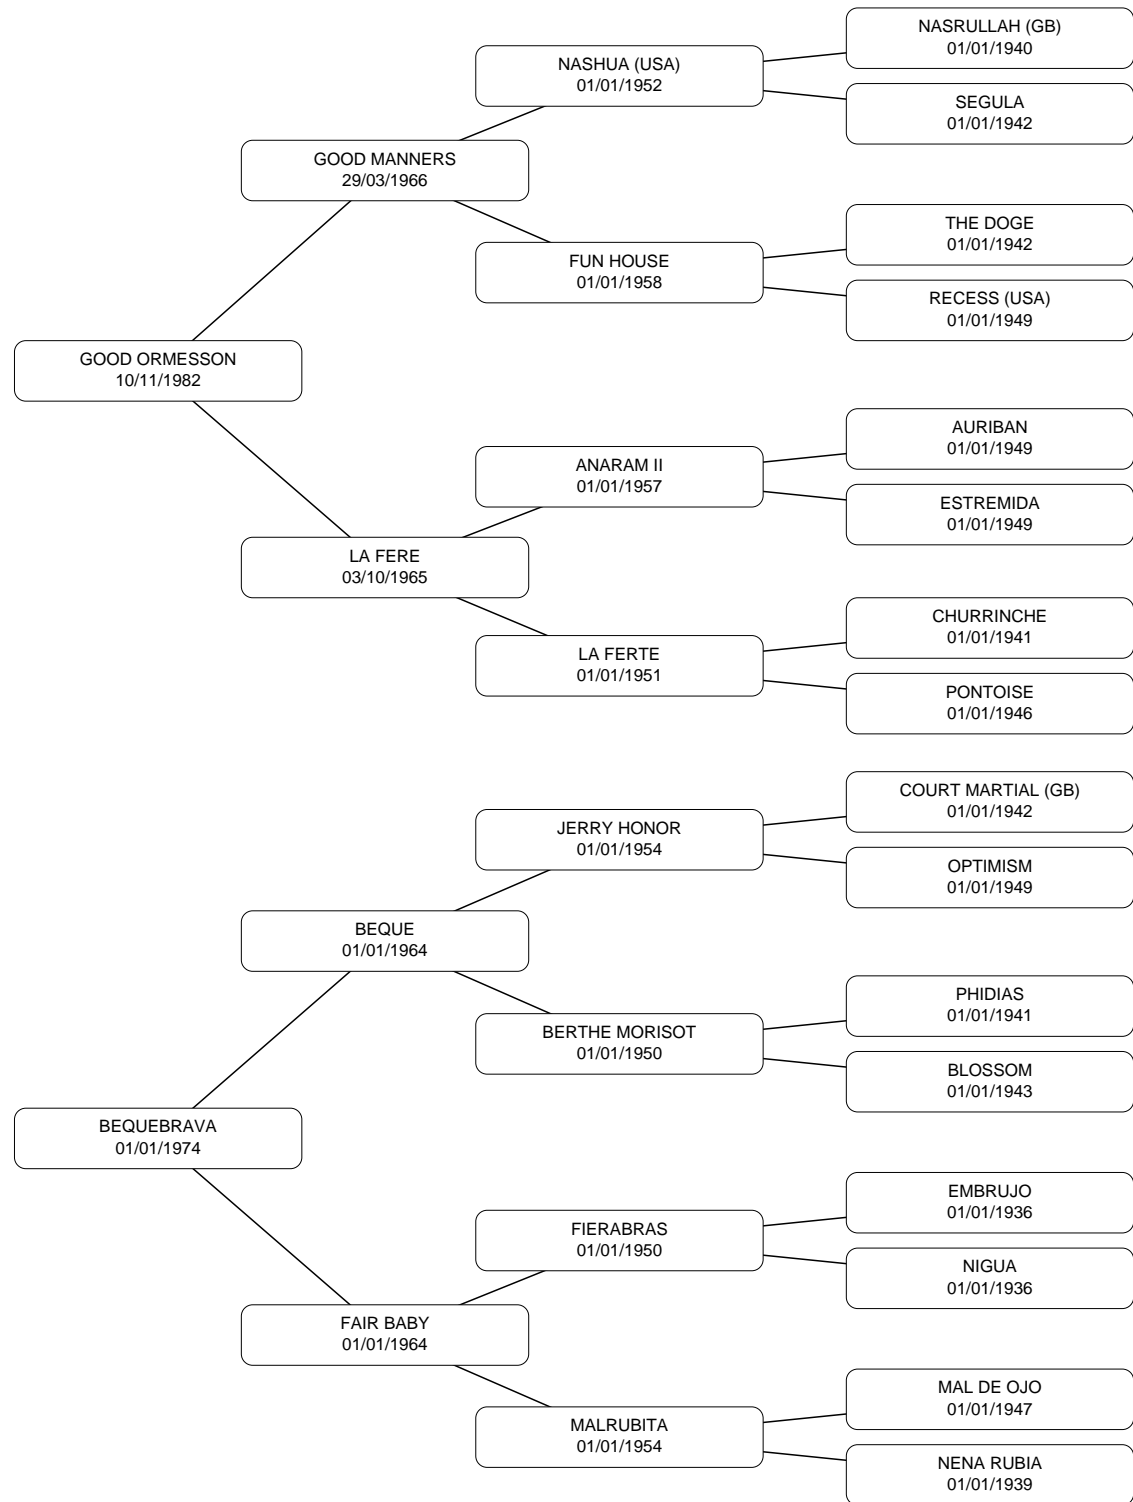 NASRULLAH (GB)
01/01/1940
NASHUA (USA)
01/01/1952
SEGULA
01/01/1942
GOOD MANNERS
29/03/1966
THE DOGE
01/01/1942
FUN HOUSE
01/01/1958
RECESS (USA)
01/01/1949
GOOD ORMESSON
10/11/1982
AURIBAN
01/01/1949
ANARAM II
01/01/1957
ESTREMIDA
01/01/1949
LA FERE
03/10/1965
CHURRINCHE
01/01/1941
LA FERTE
01/01/1951
PONTOISE
01/01/1946
COURT MARTIAL (GB)
01/01/1942
JERRY HONOR
01/01/1954
OPTIMISM
01/01/1949
BEQUE
01/01/1964
PHIDIAS
01/01/1941
BERTHE MORISOT
01/01/1950
BLOSSOM
01/01/1943
BEQUEBRAVA
01/01/1974
EMBRUJO
01/01/1936
FIERABRAS
01/01/1950
NIGUA
01/01/1936
FAIR BABY
01/01/1964
MAL DE OJO
01/01/1947
MALRUBITA
01/01/1954
NENA RUBIA
01/01/1939